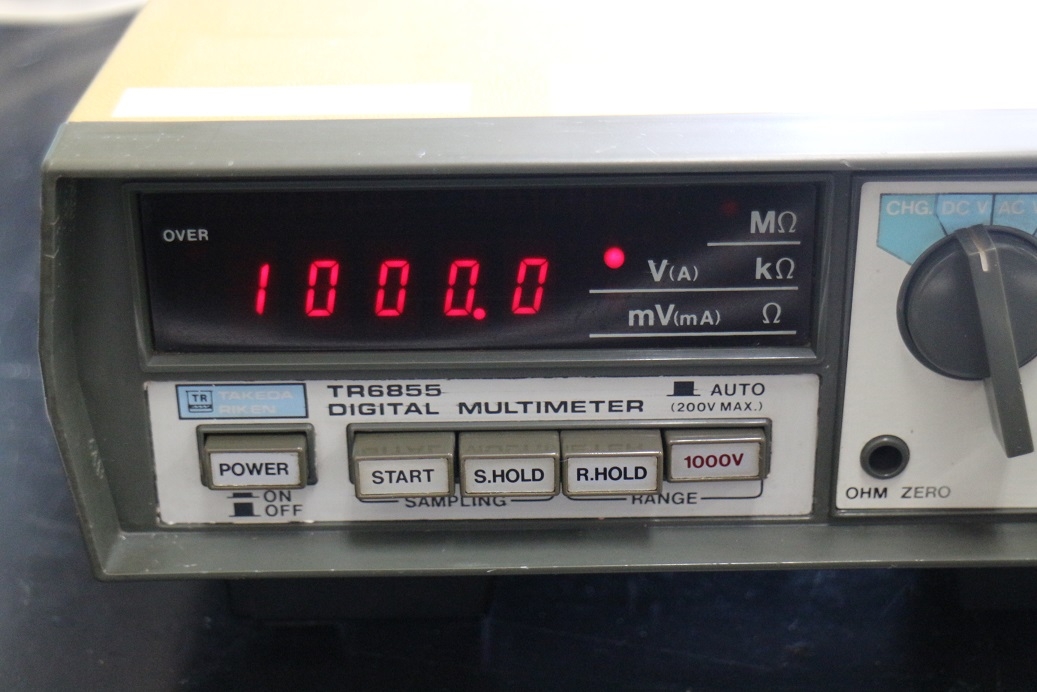 OVER
1000.0
MΩ
V(A) kΩ
mV(mA) Ω
CHG. DC V AC V
TR
TAKEDA
RIKEN
TR6855
DIGITAL MULTIMETER
AUTO
(200V MAX.)
POWER
ON
OFF
START
S.HOLD
R.HOLD
1000V
SAMPLING
RANGE
OHM ZERO